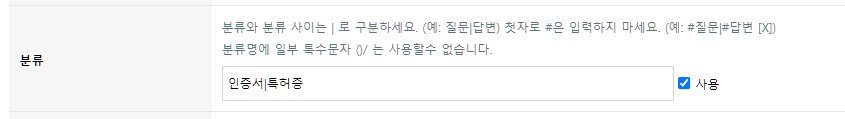 분류와 분류 사이는 | 로 구분하세요. (예: 질문|답변) 첫자로 #은 입력하지 마세요. (예: #질문|#답변 [X])
분류명에 일부 특수문자 ()/ 는 사용할수 없습니다.
분류
인증서|특허증
사용